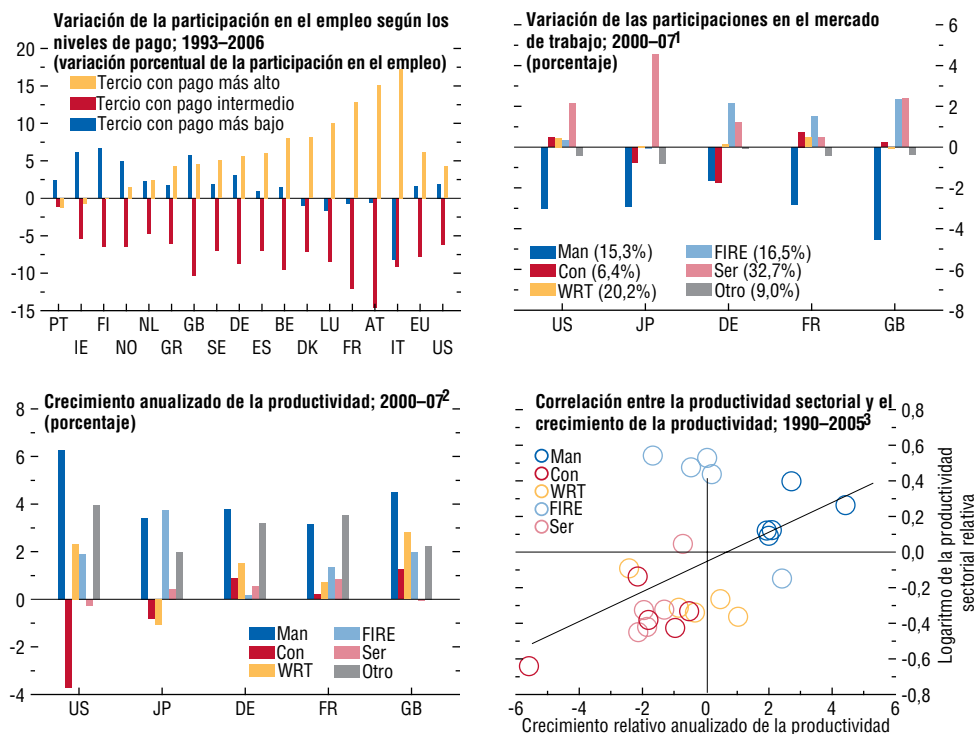 Variación de la participación en el empleo según los
niveles de pago; 1993–2006
(variación porcentual de la participación en el empleo)
Tercio con pago más alto
Tercio con pago intermedio
Tercio con pago más bajo
20
15
10
5
0
-5
-10
-15
PT FI NL GB DE BE LU AT EU
IE NO GR SE ES DK FR IT US
Variación de las participaciones en el mercado
de trabajo; 2000–07¹
(porcentaje)
6
4
2
0
-2
-4
-6
-8
Man (15,3%) FIRE (16,5%)
Con (6,4%) Ser (32,7%)
WRT (20,2%) Otro (9,0%)
US JP DE FR GB
Crecimiento anualizado de la productividad; 2000–07²
(porcentaje)
8
6
4
2
0
-2
-4
Man FIRE
Con Ser
WRT Otro
US JP DE FR GB
Correlación entre la productividad sectorial y el
crecimiento de la productividad; 1990–2005³
Man
Con
WRT
FIRE
Ser
0,8
0,6
0,4
0,2
0,0
-0,2
-0,4
-0,6
-0,8
Logaritmo de la productividad
sectorial relativa
-6 -4 -2 0 2 4 6
Crecimiento relativo anualizado de la productividad